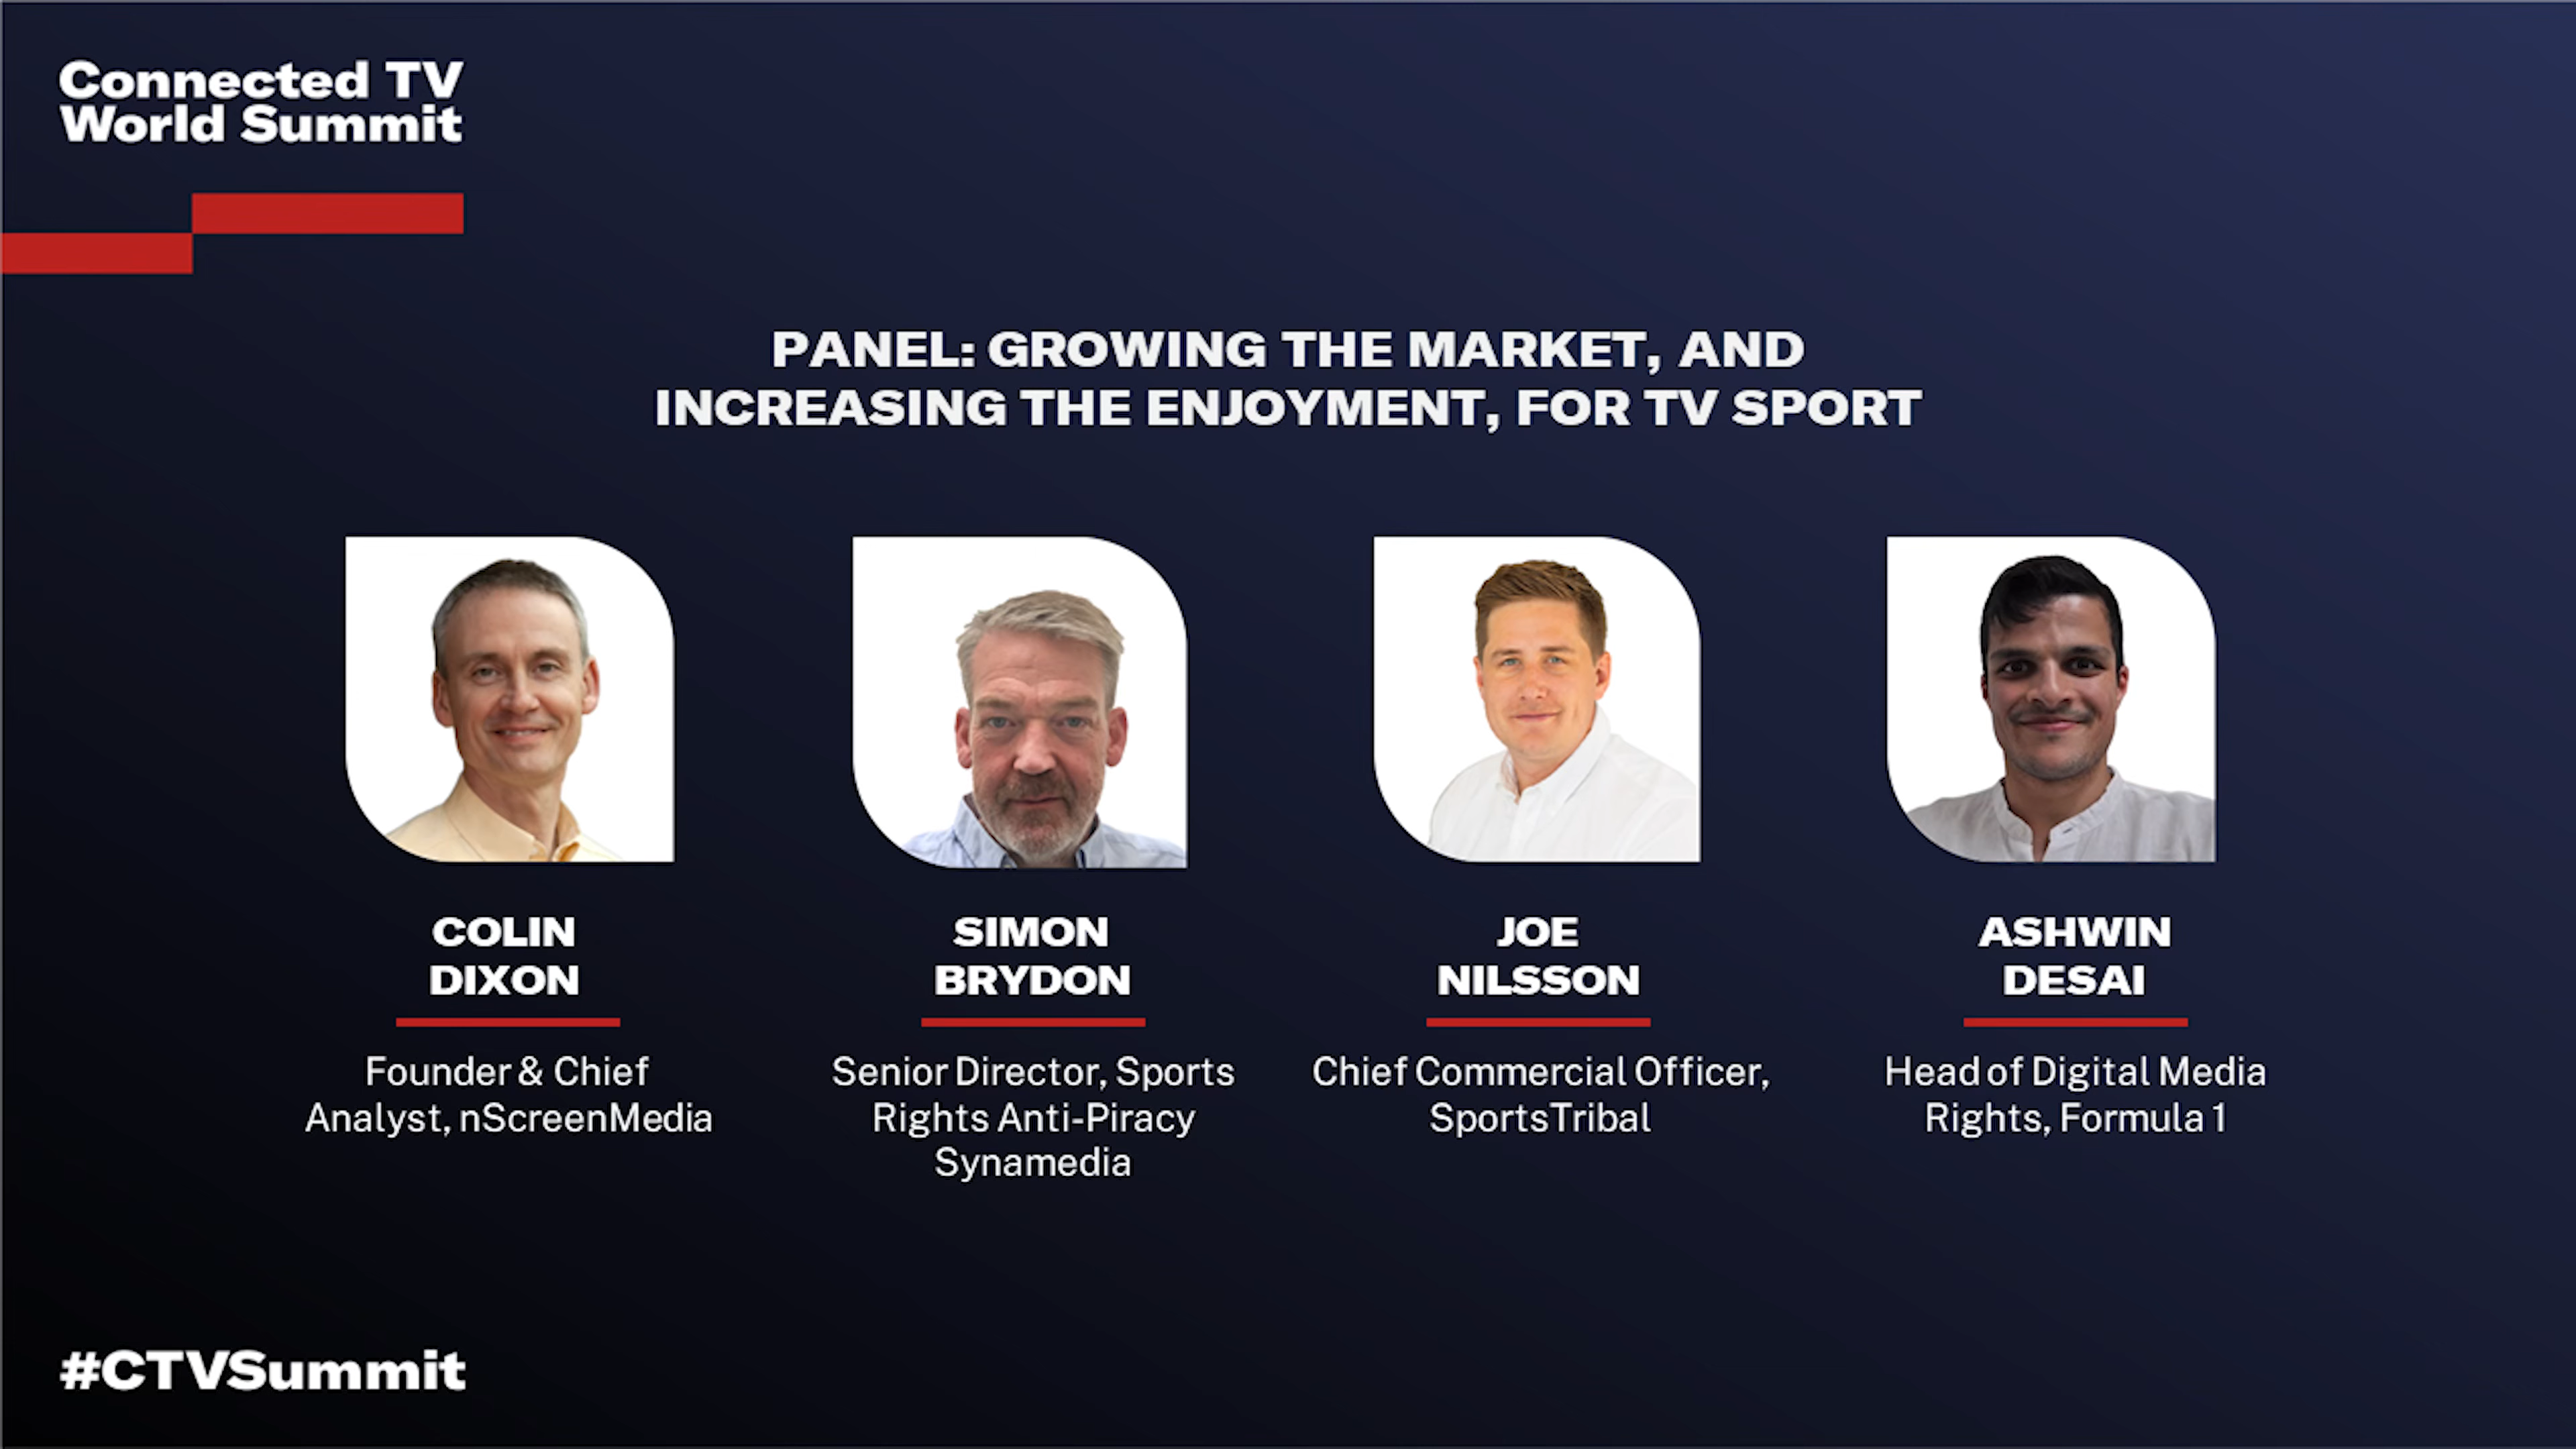 Connected TV
World Summit
PANEL: GROWING THE MARKET, AND
INCREASING THE ENJOYMENT, FOR TV SPORT
COLIN
DIXON
Founder & Chief
Analyst, nScreenMedia
SIMON
BRYDON
Senior Director, Sports
Rights Anti-Piracy
Synamedia
JOE
NILSSON
Chief Commercial Officer,
SportsTribal
ASHWIN
DESAI
Head of Digital Media
Rights, Formula 1
#CTVSummit